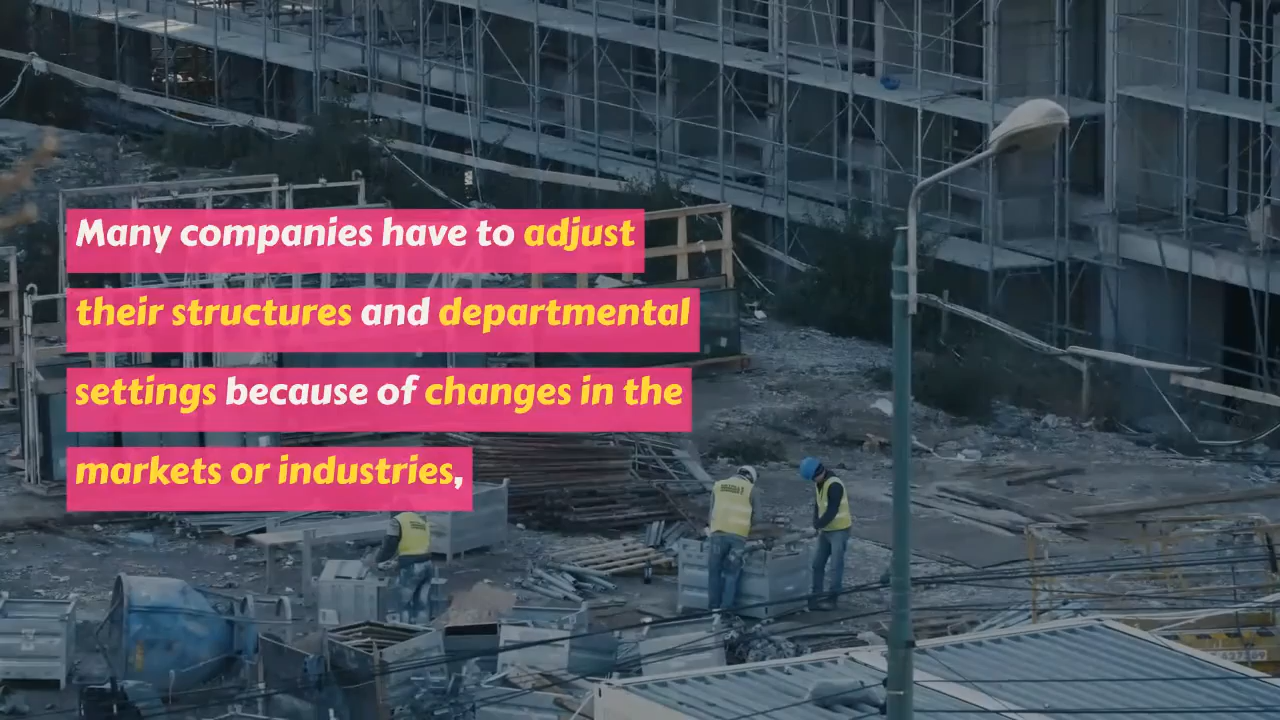 Many companies have to adjust
their structures and departmental
settings because of changes in the
markets or industries,